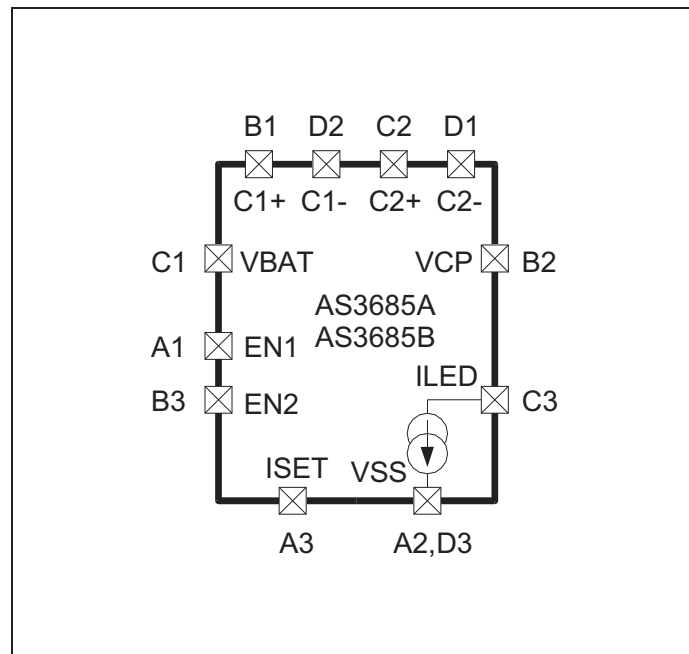 B1 D2 C2 D1
C1+ C1- C2+ C2-
C1 VBAT VCP B2
AS3685A
AS3685B
A1 EN1
ILED
B3 EN2 C3
ISET VSS
A3 A2,D3